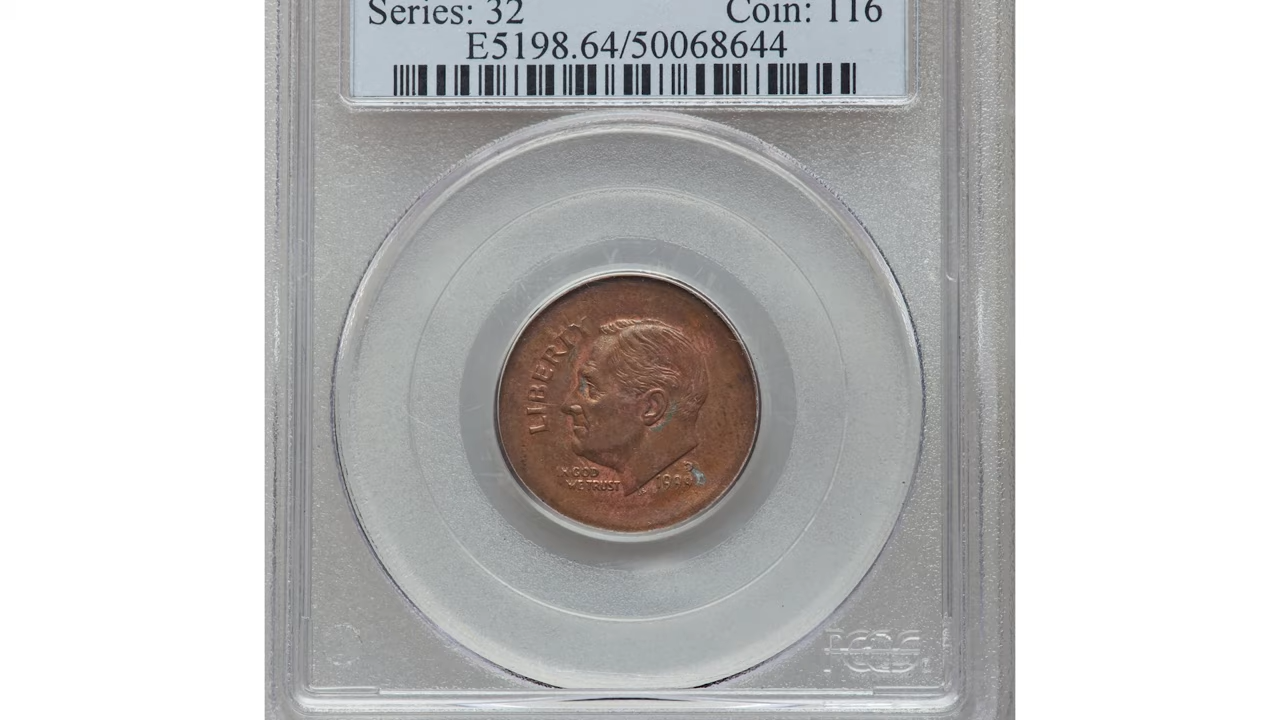 Series: 32 Coin: 116
E5198.64/50068644
LIBERTY
IN GOD
WE TRUST
PCGS